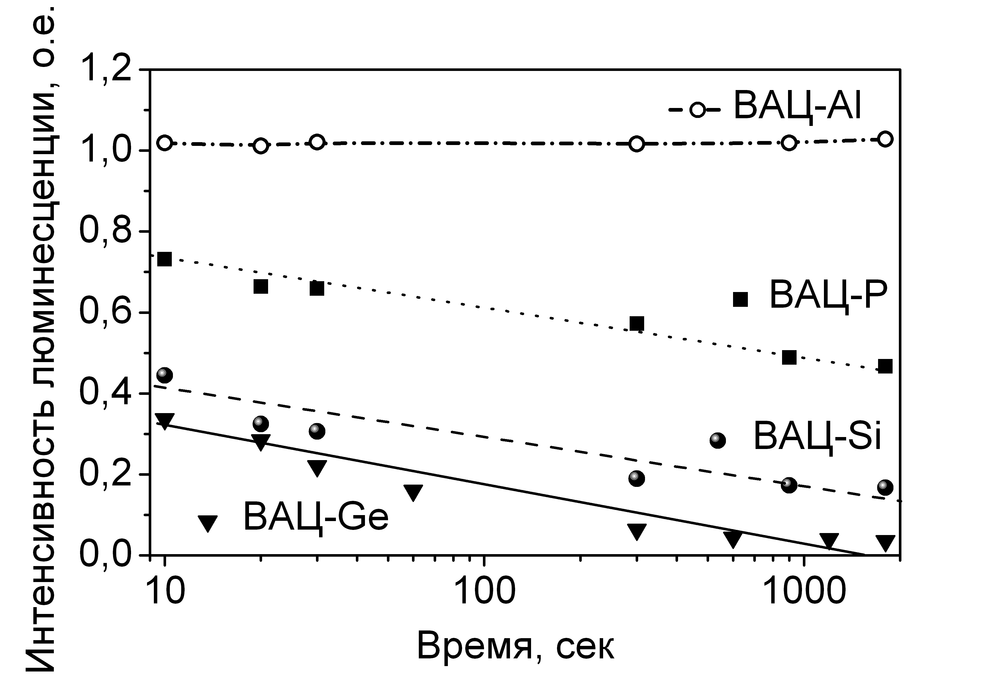 Интенсивность люминесценции, о.е.
1,2
1,0
0,8
0,6
0,4
0,2
0,0
ВАЦ-Al
ВАЦ-P
ВАЦ-Si
ВАЦ-Ge
10 100 1000
Время, сек